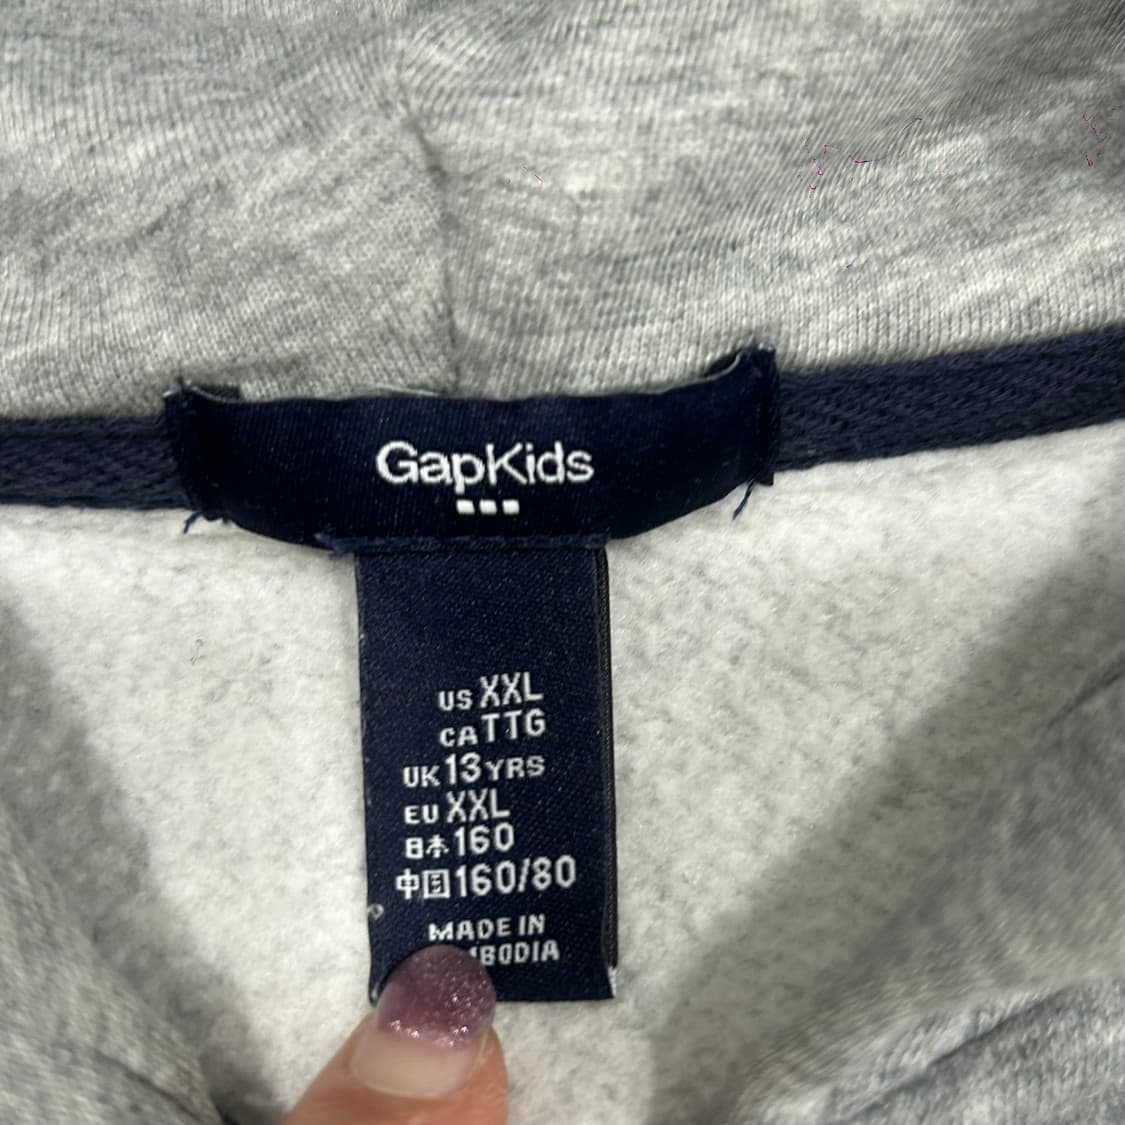 GapKids
US XXL
CA TTG
UK 13 YRS
EU XXL
日本 160
中国 160/80
MADE IN